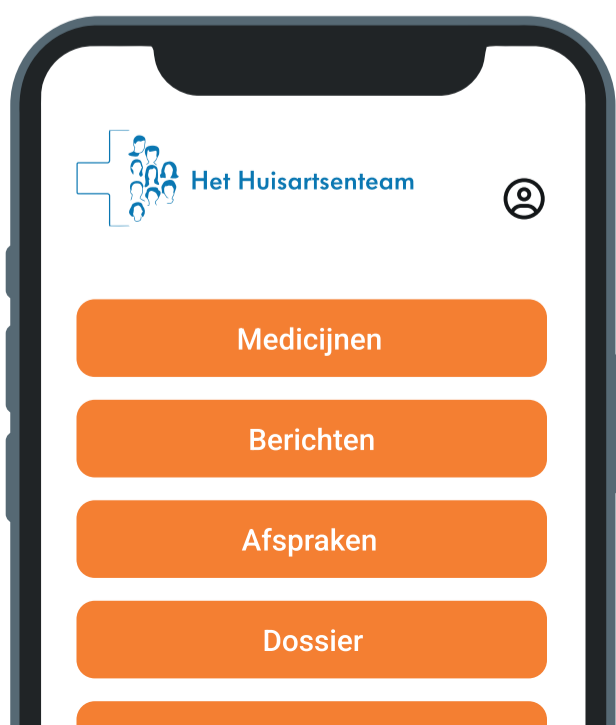 Het Huisartsenteam
Medicijnen
Berichten
Afspraken
Dossier